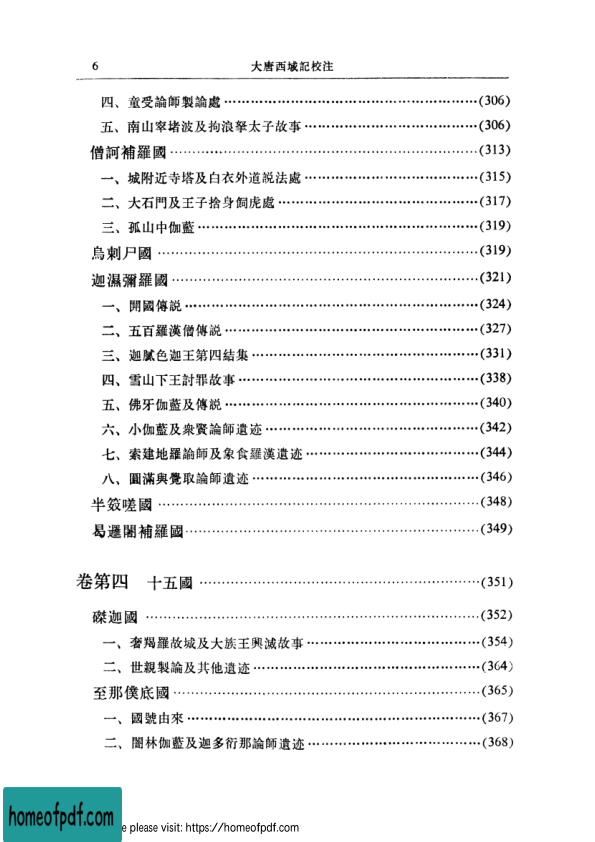 6 大唐西域記校注
四、童受論師製論處 ……(306)
五、南山窣堵波及拘浪拏太子故事 ……(306)
僧訶補羅國 ……(313)
一、城附近寺塔及白衣外道説法處 ……(315)
二、大石門及王子捨身飼虎處 ……(317)
三、孤山中伽藍 ……(319)
烏剌尸國 ……(319)
迦濕彌羅國 ……(321)
一、開國傳説 ……(324)
二、五百羅漢僧傳説 ……(327)
三、迦膩色迦王第四結集 ……(331)
四、雪山下王討罪故事 ……(338)
五、佛牙伽藍及傳説 ……(340)
六、小伽藍及衆賢論師遺迹 ……(342)
七、索建地羅論師及象食羅漢遺迹 ……(344)
八、圓滿與覺取論師遺迹 ……(346)
半笯嗟國 ……(348)
曷邏闍補羅國 ……(349)
卷第四 十五國 ……(351)
磔迦國 ……(352)
一、奢羯羅故城及大族王興滅故事 ……(354)
二、世親製論及其他遺迹 ……(364)
至那僕底國 ……(365)
一、國號由來 ……(367)
二、闇林伽藍及迦多衍那論師遺迹 ……(368)
homeofpdf.com
e please visit: https://homeofpdf.com